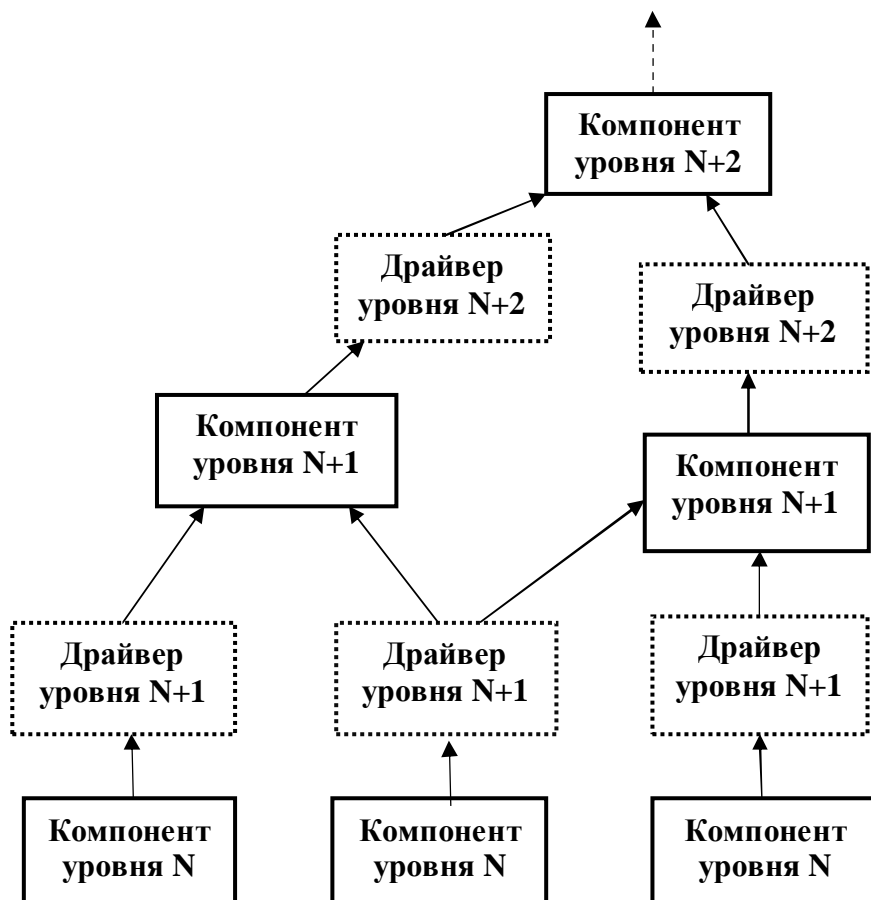 Компонент
уровня N+2
Драйвер
уровня N+2
Драйвер
уровня N+2
Компонент
уровня N+1
Компонент
уровня N+1
Драйвер
уровня N+1
Драйвер
уровня N+1
Драйвер
уровня N+1
Компонент
уровня N
Компонент
уровня N
Компонент
уровня N